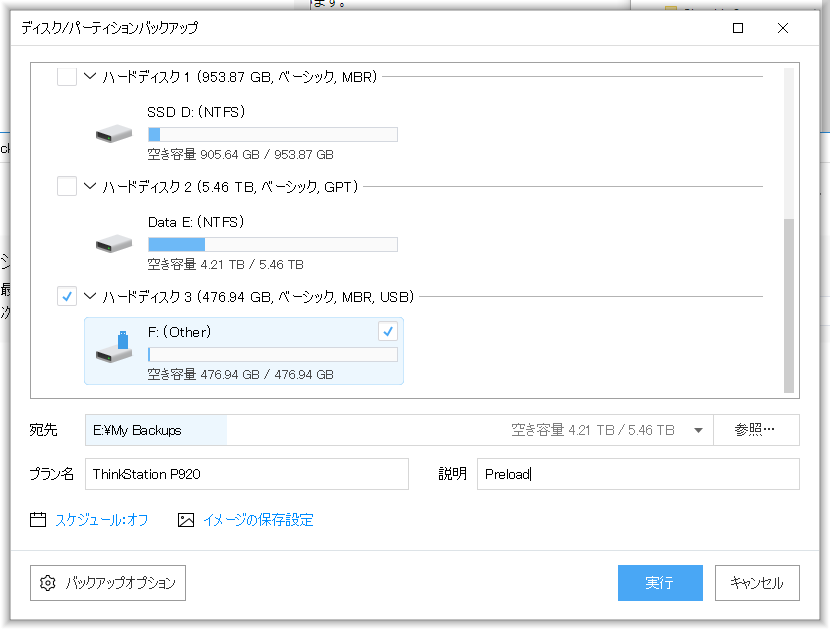 ます。
ディスク/パーティションバックアップ
ハードディスク 1 (953.87 GB, ベーシック, MBR)
SSD D: (NTFS)
空き容量 905.64 GB / 953.87 GB
ハードディスク 2 (5.46 TB, ベーシック, GPT)
Data E: (NTFS)
空き容量 4.21 TB / 5.46 TB
ハードディスク 3 (476.94 GB, ベーシック, MBR, USB)
F: (Other)
空き容量 476.94 GB / 476.94 GB
宛先 E:¥My Backups 空き容量 4.21 TB / 5.46 TB 参照…
プラン名 ThinkStation P920 説明 Preload
スケジュール:オフ イメージの保存設定
バックアップオプション 実行 キャンセル